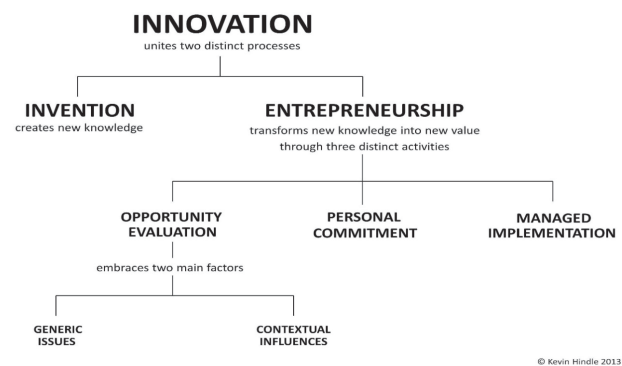 INNOVATION
unites two distinct processes
INVENTION
creates new knowledge
ENTREPRENEURSHIP
transforms new knowledge into new value
through three distinct activities
OPPORTUNITY
EVALUATION
PERSONAL
COMMITMENT
MANAGED
IMPLEMENTATION
embraces two main factors
GENERIC
ISSUES
CONTEXTUAL
INFLUENCES
© Kevin Hindle 2013